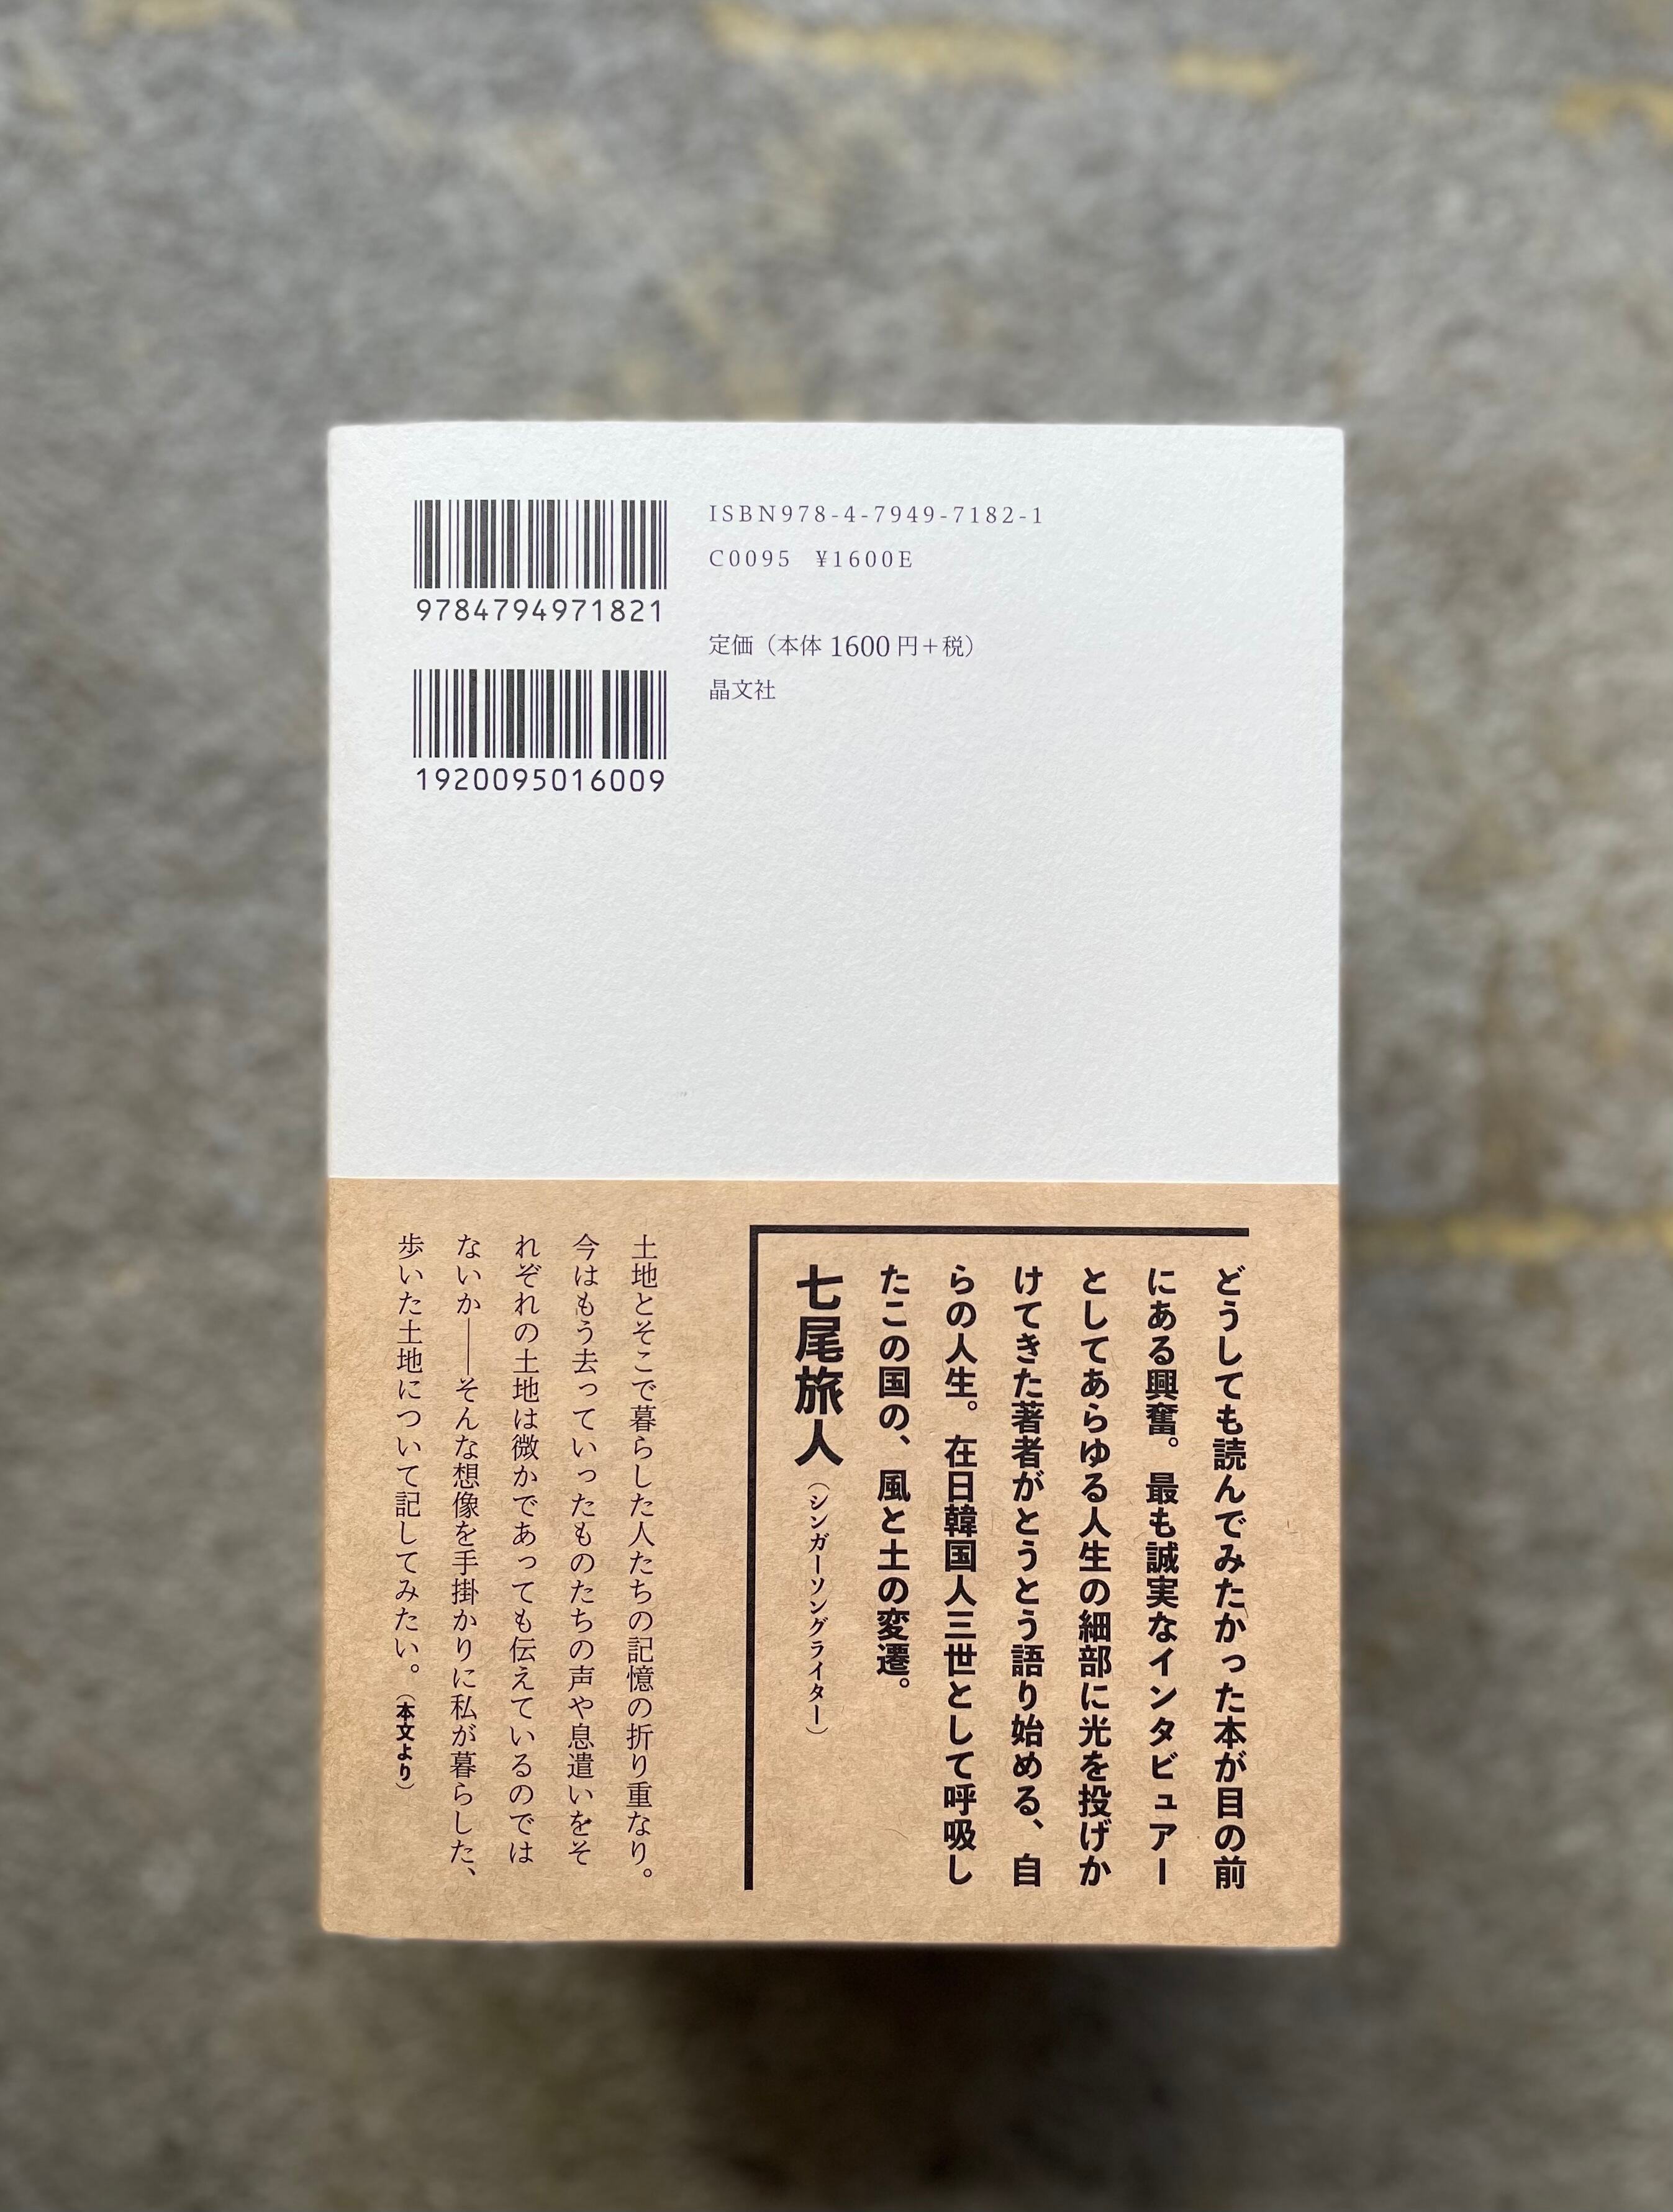 9784794971821
1920095016009
ISBN978-4-7949-7182-1
C0095 ¥1600E
定価（本体 1600 円＋税）
晶文社
どうしても読んでみたかった本が目の前
にある興奮。最も誠実なインタビュアー
としてあらゆる人生の細部に光を投げか
けてきた著者がとうとう語り始める、自
らの人生。在日韓国人三世として呼吸し
たこの国の、風と土の変遷。
七尾旅人（シンガーソングライター）
土地とそこで暮らした人たちの記憶の折り重なり。
今はもう去っていったものたちの声や息遣いをそ
れぞれの土地は微かであっても伝えているのでは
ないか――そんな想像を手掛かりに私が暮らした、
歩いた土地について記してみたい。（本文より）